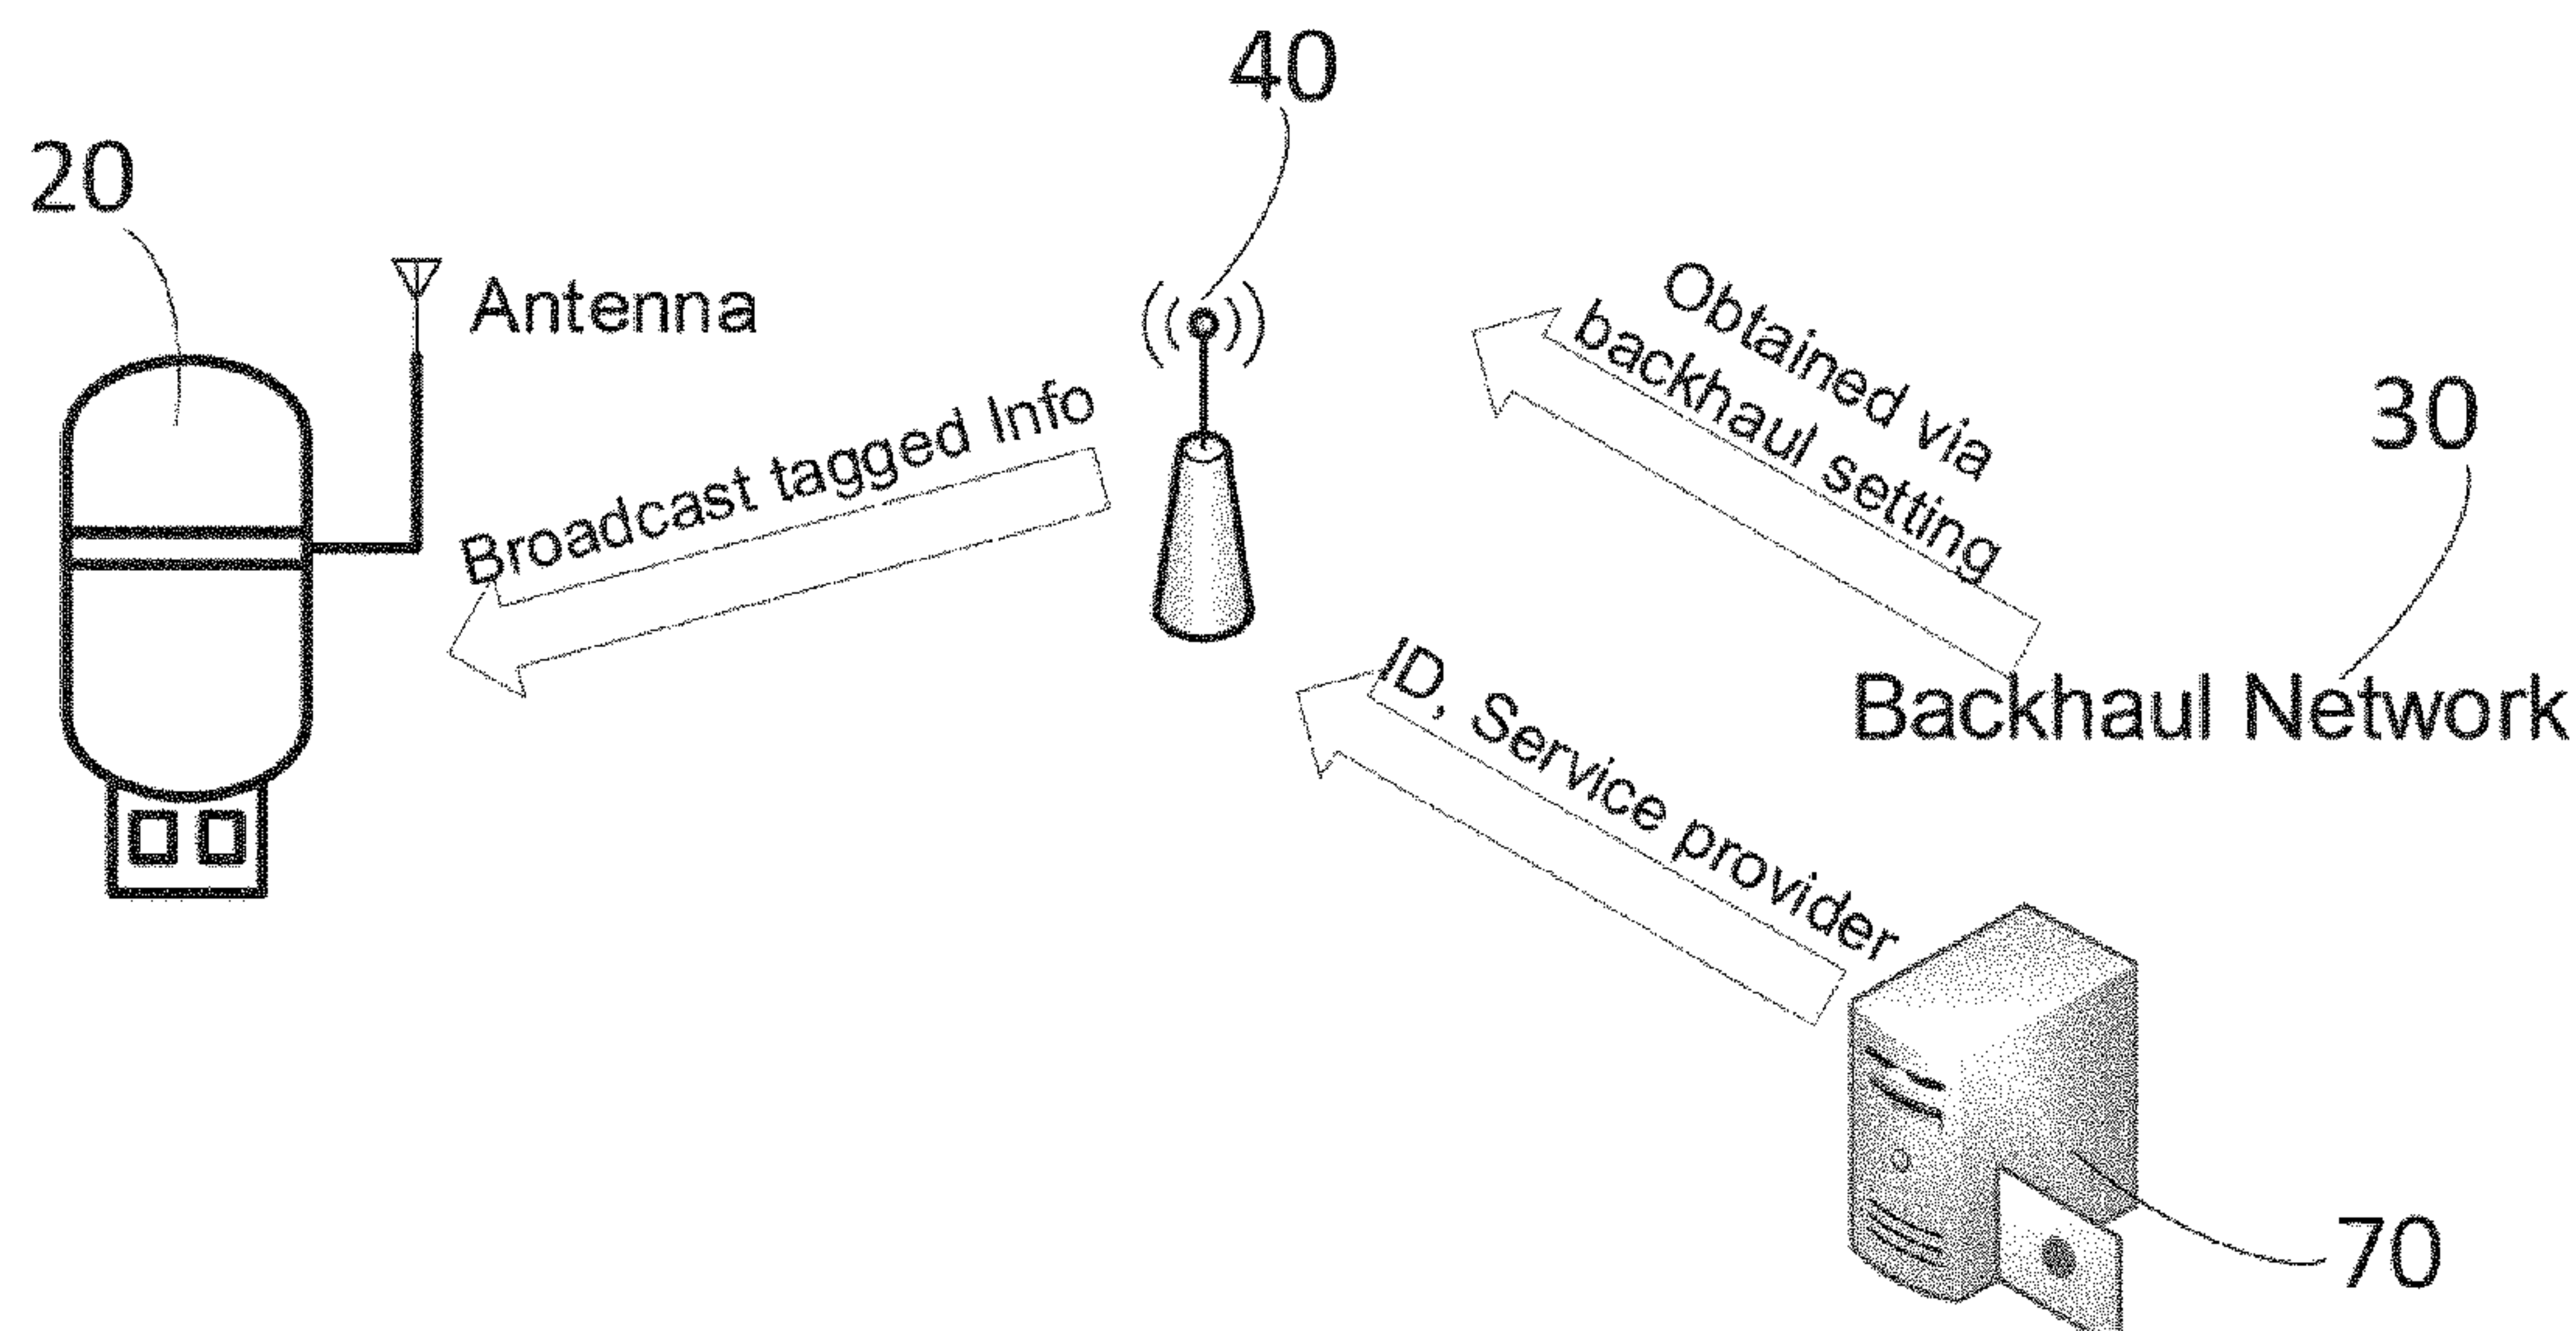 40
20
Antenna
Obtained via
backhaul setting
30
Broadcast tagged Info
ID, Service provider
Backhaul Network
70